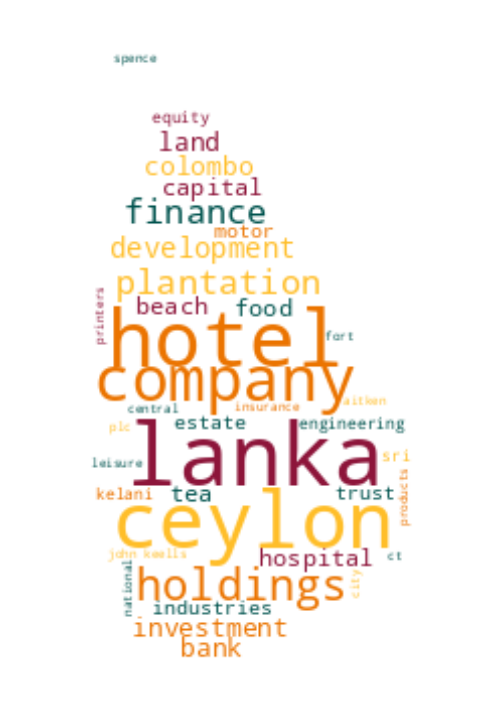 spence
equity
land
colombo
capital
finance
motor
development
plantation
printers
beach food
hotel
fort
company
aitken
central insurance
plc estate engineering
lanka
sri
leisure
kelani tea trust
products
ceylon
john keells hospital ct
national
holdings
city
industries
investment
bank